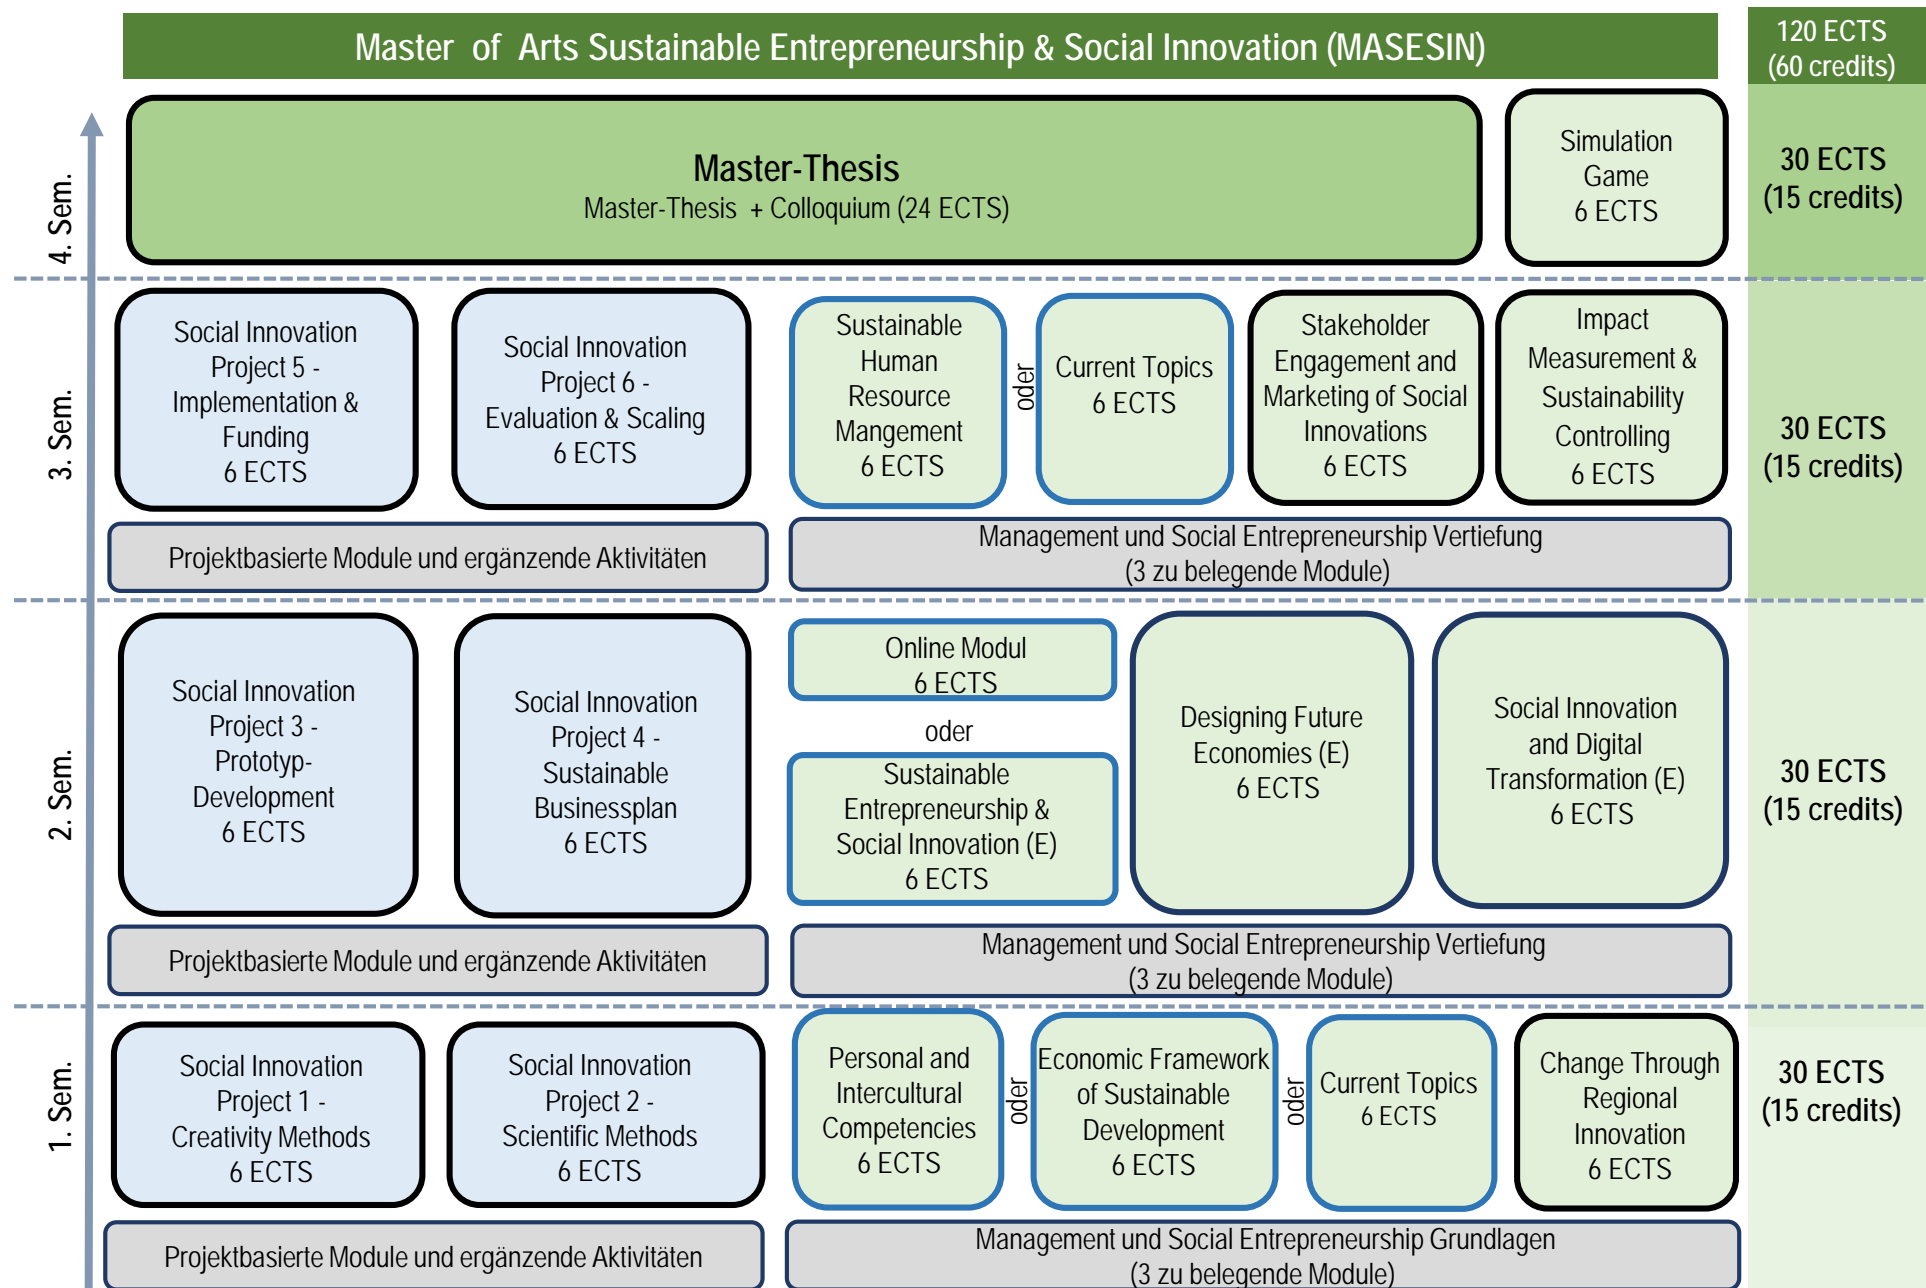 Master of Arts Sustainable Entrepreneurship & Social Innovation (MASESIN)
120 ECTS
(60 credits)
4. Sem.
Master-Thesis
Master-Thesis + Colloquium (24 ECTS)
Simulation
Game
6 ECTS
30 ECTS
(15 credits)
3. Sem.
Social Innovation
Project 5 -
Implementation &
Funding
6 ECTS
Social Innovation
Project 6 -
Evaluation & Scaling
6 ECTS
Sustainable
Human
Resource
Mangement
6 ECTS
oder
Current Topics
6 ECTS
Stakeholder
Engagement and
Marketing of Social
Innovations
6 ECTS
Impact
Measurement &
Sustainability
Controlling
6 ECTS
30 ECTS
(15 credits)
Projektbasierte Module und ergänzende Aktivitäten
Management und Social Entrepreneurship Vertiefung
(3 zu belegende Module)
2. Sem.
Social Innovation
Project 3 -
Prototyp-
Development
6 ECTS
Social Innovation
Project 4 -
Sustainable
Businessplan
6 ECTS
Online Modul
6 ECTS
oder
Sustainable
Entrepreneurship &
Social Innovation (E)
6 ECTS
Designing Future
Economies (E)
6 ECTS
Social Innovation
and Digital
Transformation (E)
6 ECTS
30 ECTS
(15 credits)
Projektbasierte Module und ergänzende Aktivitäten
Management und Social Entrepreneurship Vertiefung
(3 zu belegende Module)
1. Sem.
Social Innovation
Project 1 -
Creativity Methods
6 ECTS
Social Innovation
Project 2 -
Scientific Methods
6 ECTS
Personal and
Intercultural
Competencies
6 ECTS
oder
Economic Framework
of Sustainable
Development
6 ECTS
oder
Current Topics
6 ECTS
Change Through
Regional
Innovation
6 ECTS
30 ECTS
(15 credits)
Projektbasierte Module und ergänzende Aktivitäten
Management und Social Entrepreneurship Grundlagen
(3 zu belegende Module)